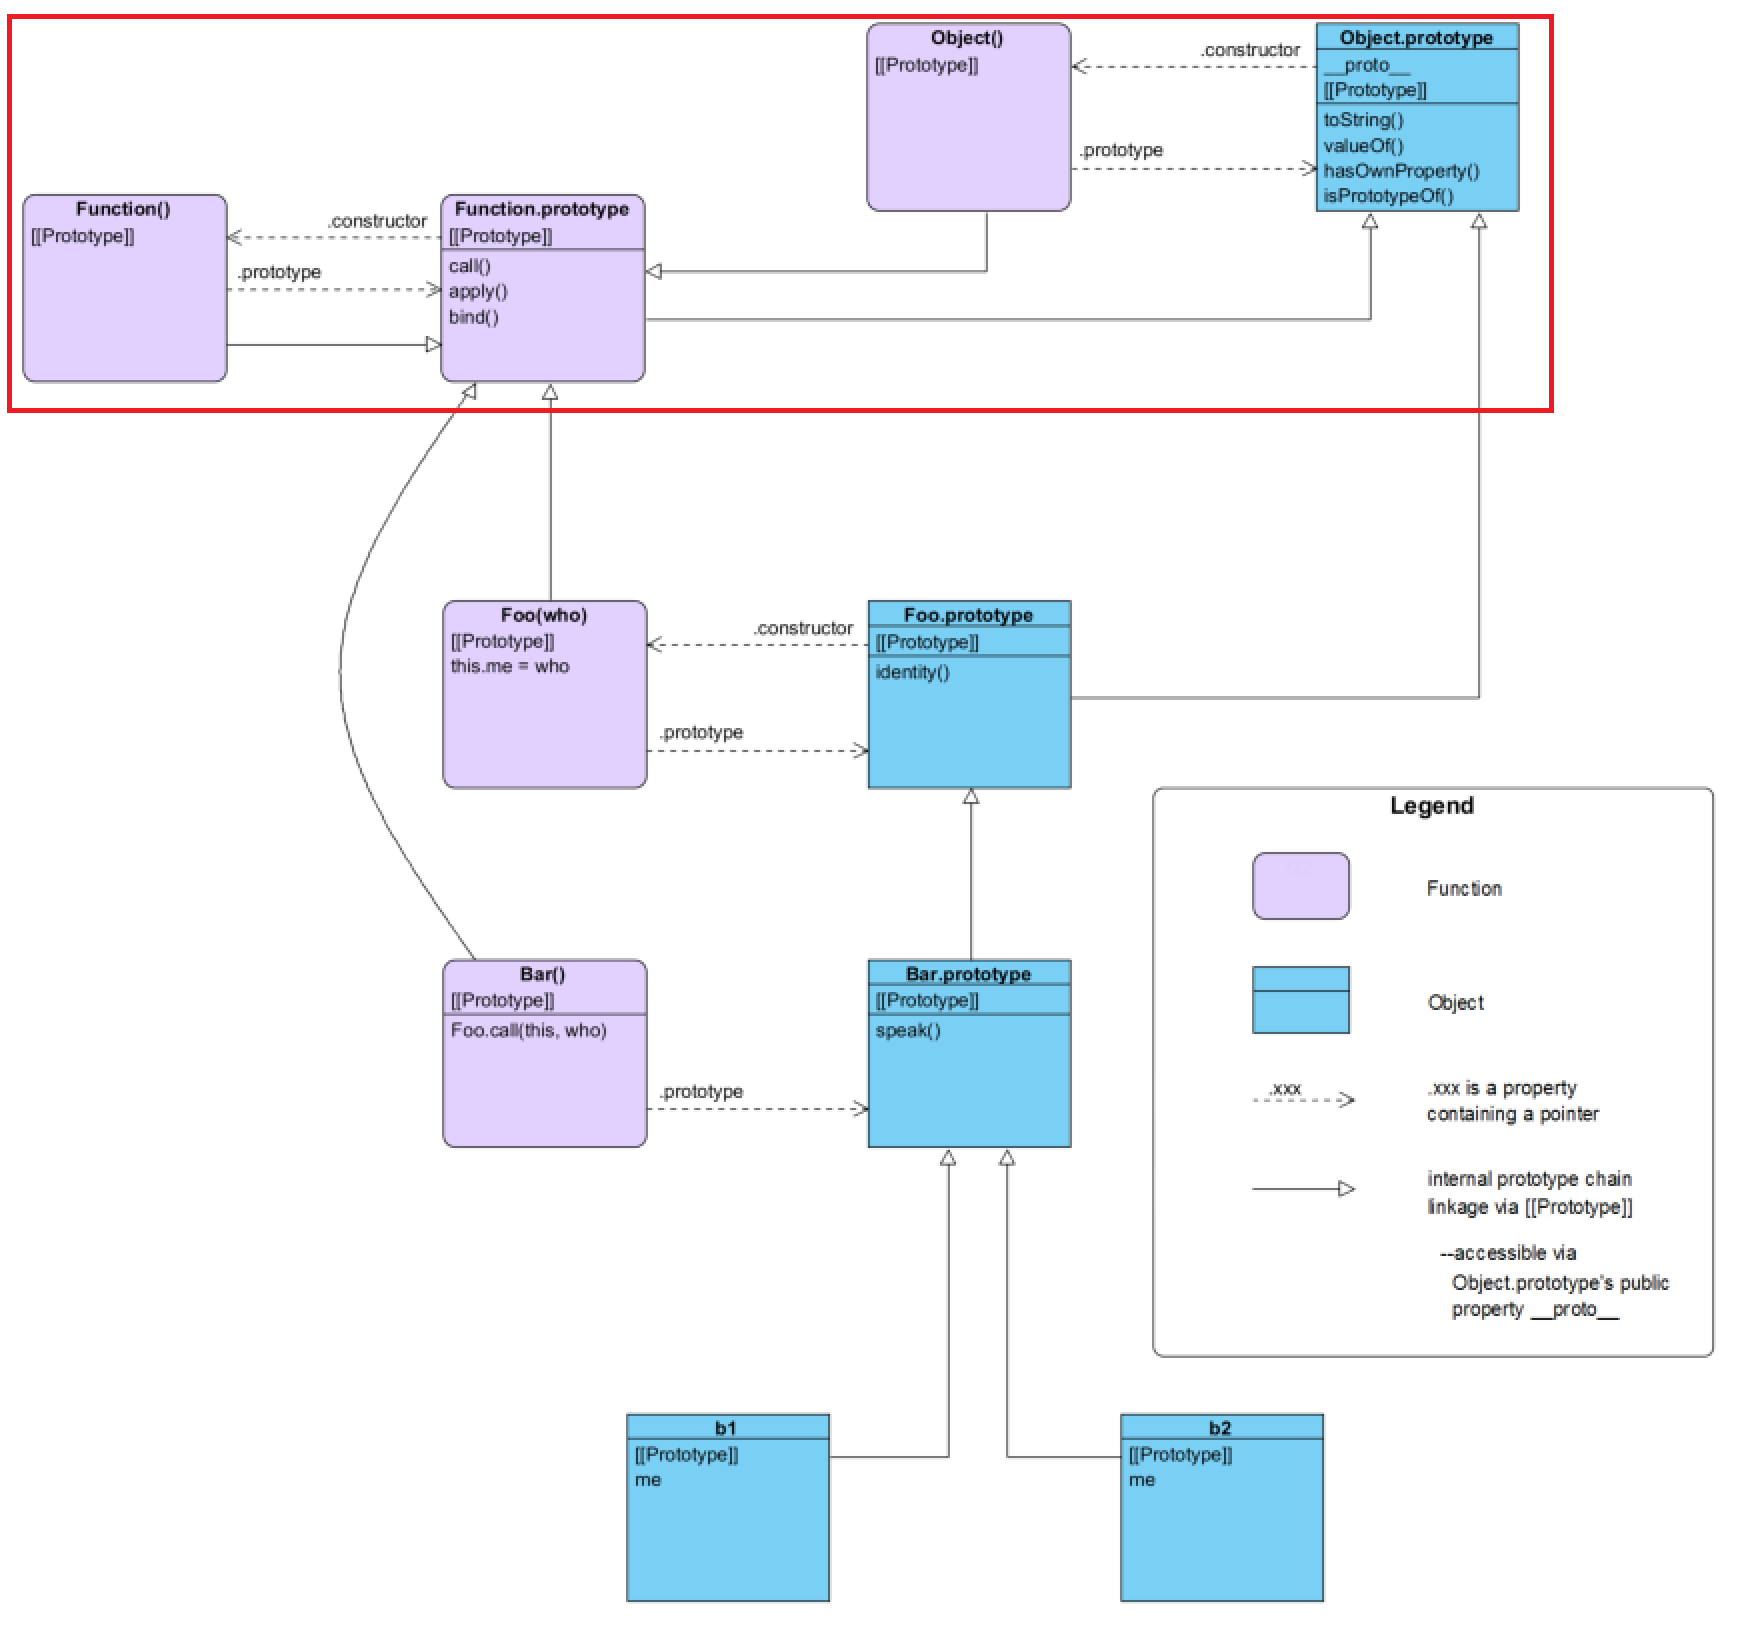 Object()
[[Prototype]]
.constructor
.prototype
Object.prototype
__proto__
[[Prototype]]
toString()
valueOf()
hasOwnProperty()
isPrototypeOf()
Function()
[[Prototype]]
.constructor
.prototype
Function.prototype
[[Prototype]]
call()
apply()
bind()
Foo(who)
[[Prototype]]
this.me = who
.constructor
.prototype
Foo.prototype
[[Prototype]]
identity()
Bar()
[[Prototype]]
Foo.call(this, who)
.prototype
Bar.prototype
[[Prototype]]
speak()
Legend
Function
Object
.xxx
.xxx is a property
containing a pointer
internal prototype chain
linkage via [[Prototype]]
--accessible via
Object.prototype's public
property __proto__
b1
[[Prototype]]
me
b2
[[Prototype]]
me